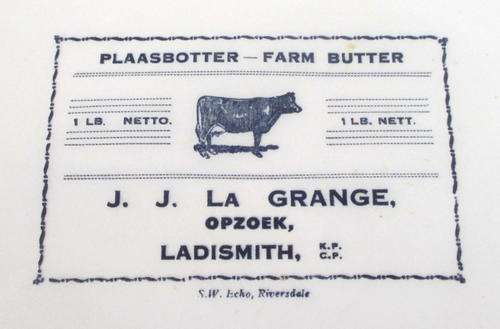 PLAASBOTTER — FARM BUTTER
1 LB. NETTO. 1 LB. NETT.
J. J. LA GRANGE,
OPZOEK,
LADISMITH, K.P.
C.P.
S.W. Echo, Riversdale